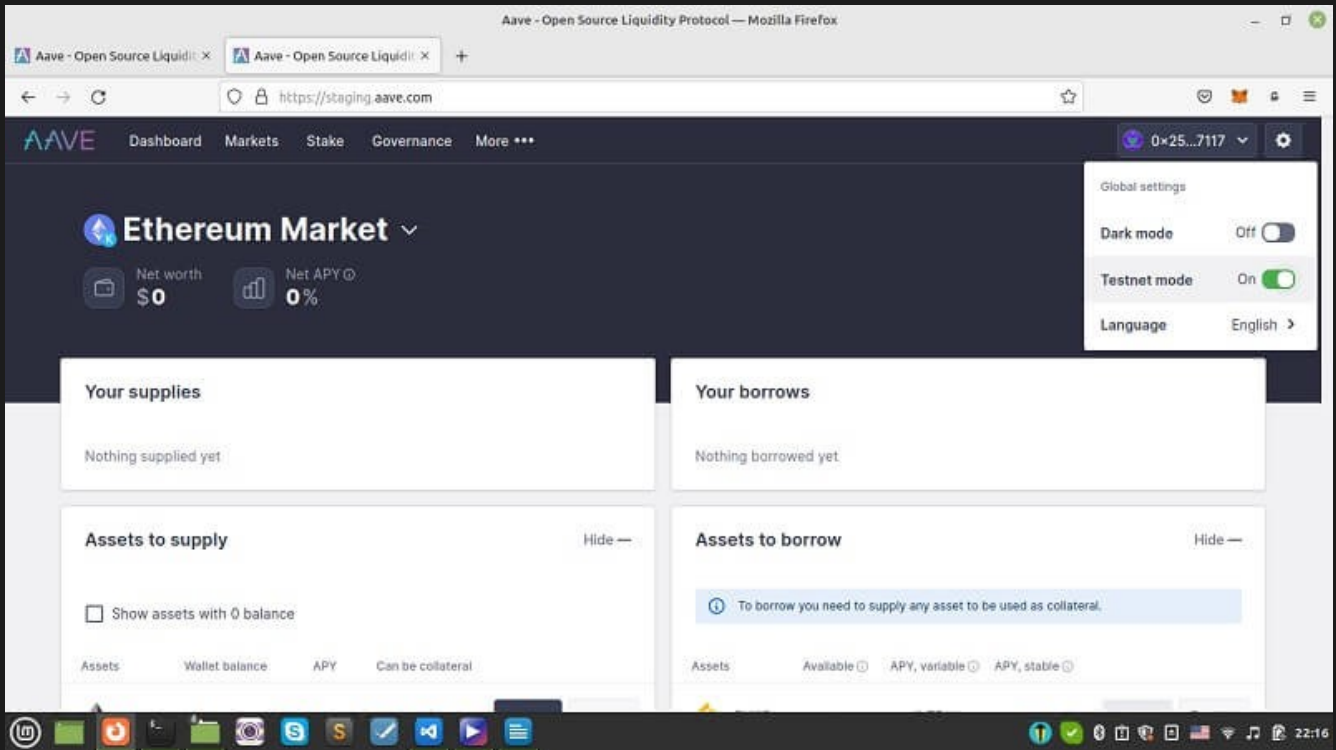 Aave - Open Source Liquidity Protocol — Mozilla Firefox
Aave - Open Source Liquidit
Aave - Open Source Liquidit
https://staging.aave.com
AAVE Dashboard Markets Stake Governance More ••• 0×25...7117
Global settings
Dark mode Off
Testnet mode On
Language English
Ethereum Market
Net worth
$0
Net APY
0%
Your supplies
Nothing supplied yet
Your borrows
Nothing borrowed yet
Assets to supply Hide —
Show assets with 0 balance
Assets Wallet balance APY Can be collateral
Assets to borrow Hide —
To borrow you need to supply any asset to be used as collateral.
Assets Available APY, variable APY, stable
22:16